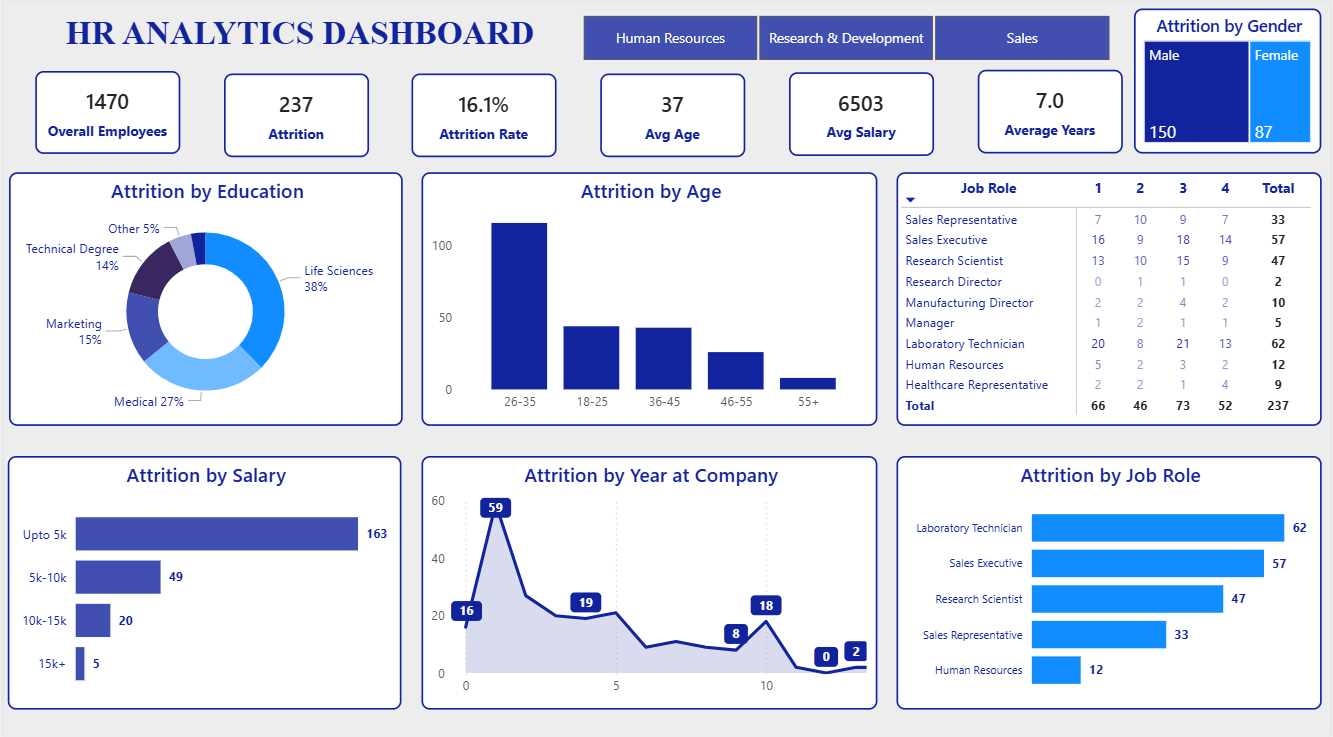 HR ANALYTICS DASHBOARD
Human Resources
Research & Development
Sales
Attrition by Gender
Male
Female
150
87
1470
Overall Employees
237
Attrition
16.1%
Attrition Rate
37
Avg Age
6503
Avg Salary
7.0
Average Years
Attrition by Education
Other 5%
Technical Degree
14%
Life Sciences
38%
Marketing
15%
Medical 27%
Attrition by Age
100
50
0
26-35 18-25 36-45 46-55 55+
Job Role 1 2 3 4 Total
Sales Representative 7 10 9 7 33
Sales Executive 16 9 18 14 57
Research Scientist 13 10 15 9 47
Research Director 0 1 1 0 2
Manufacturing Director 2 2 4 2 10
Manager 1 2 1 1 5
Laboratory Technician 20 8 21 13 62
Human Resources 5 2 3 2 12
Healthcare Representative 2 2 1 4 9
Total 66 46 73 52 237
Attrition by Salary
Upto 5k 163
5k-10k 49
10k-15k 20
15k+ 5
Attrition by Year at Company
60
40
20
0
59
16
19
8
18
0
2
0 5 10
Attrition by Job Role
Laboratory Technician 62
Sales Executive 57
Research Scientist 47
Sales Representative 33
Human Resources 12